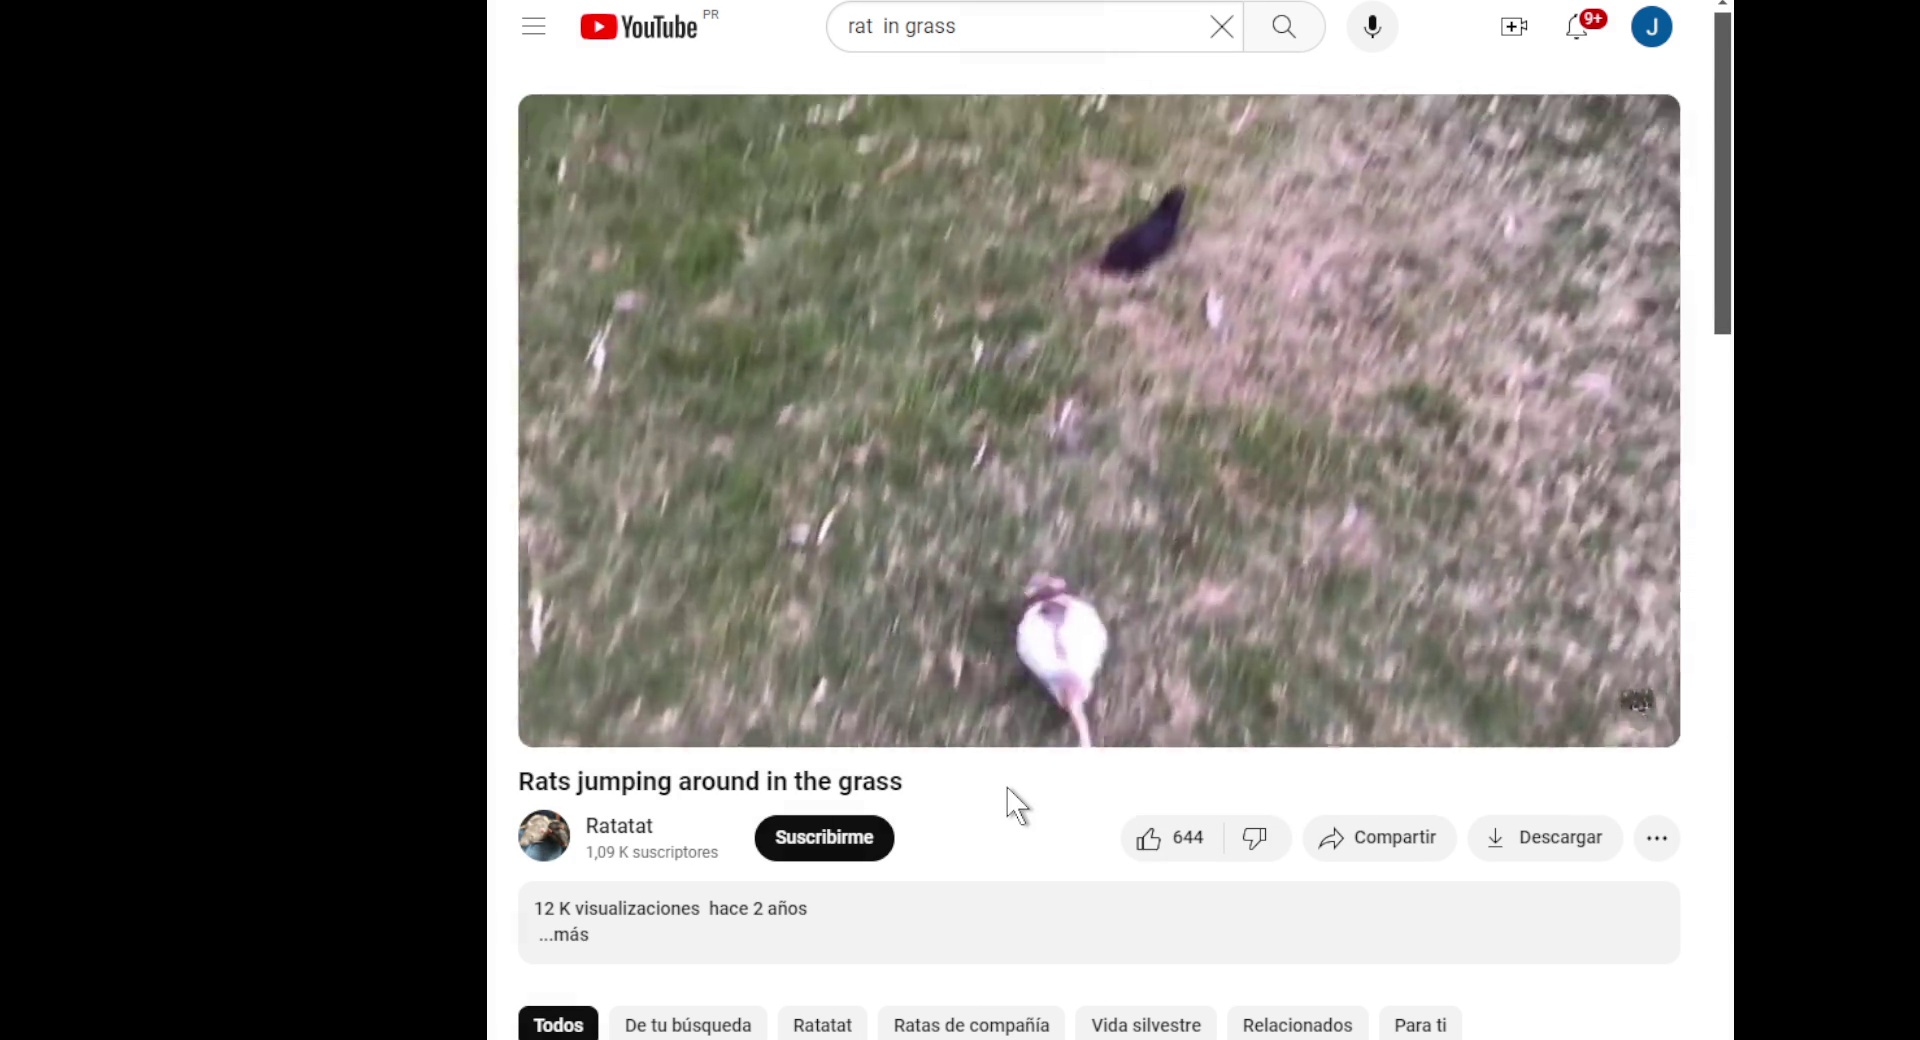 YouTube PR
rat  in grass
9+
J
Rats jumping around in the grass
Ratatat
1,09 K suscriptores
Suscribirme
644
Compartir
Descargar
12 K visualizaciones  hace 2 años
...más
Todos
De tu búsqueda
Ratatat
Ratas de compañía
Vida silvestre
Relacionados
Para ti